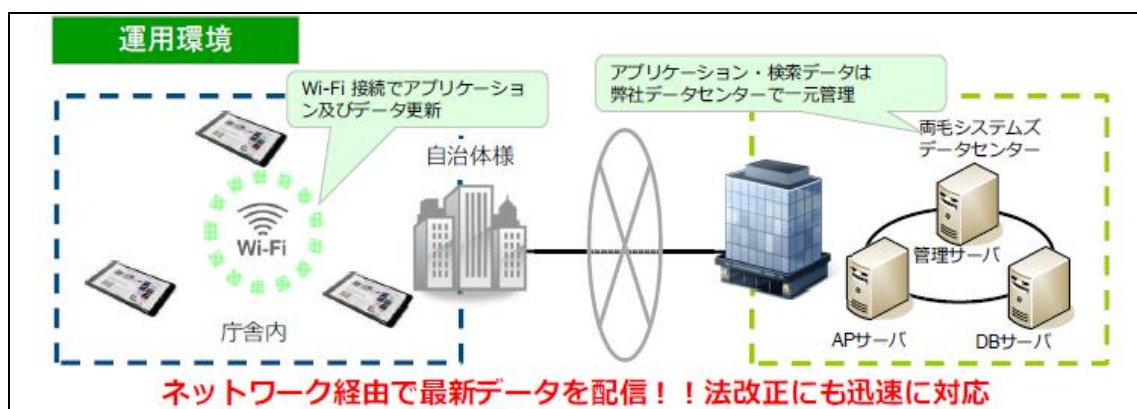 運用環境
Wi-Fi 接続でアプリケーショ
ン及びデータ更新
アプリケーション・検索データは
弊社データセンターで一元管理
自治体様
両毛システムズ
データセンター
Wi-Fi
管理サーバ
庁舎内
APサーバ
DBサーバ
ネットワーク経由で最新データを配信！！法改正にも迅速に対応